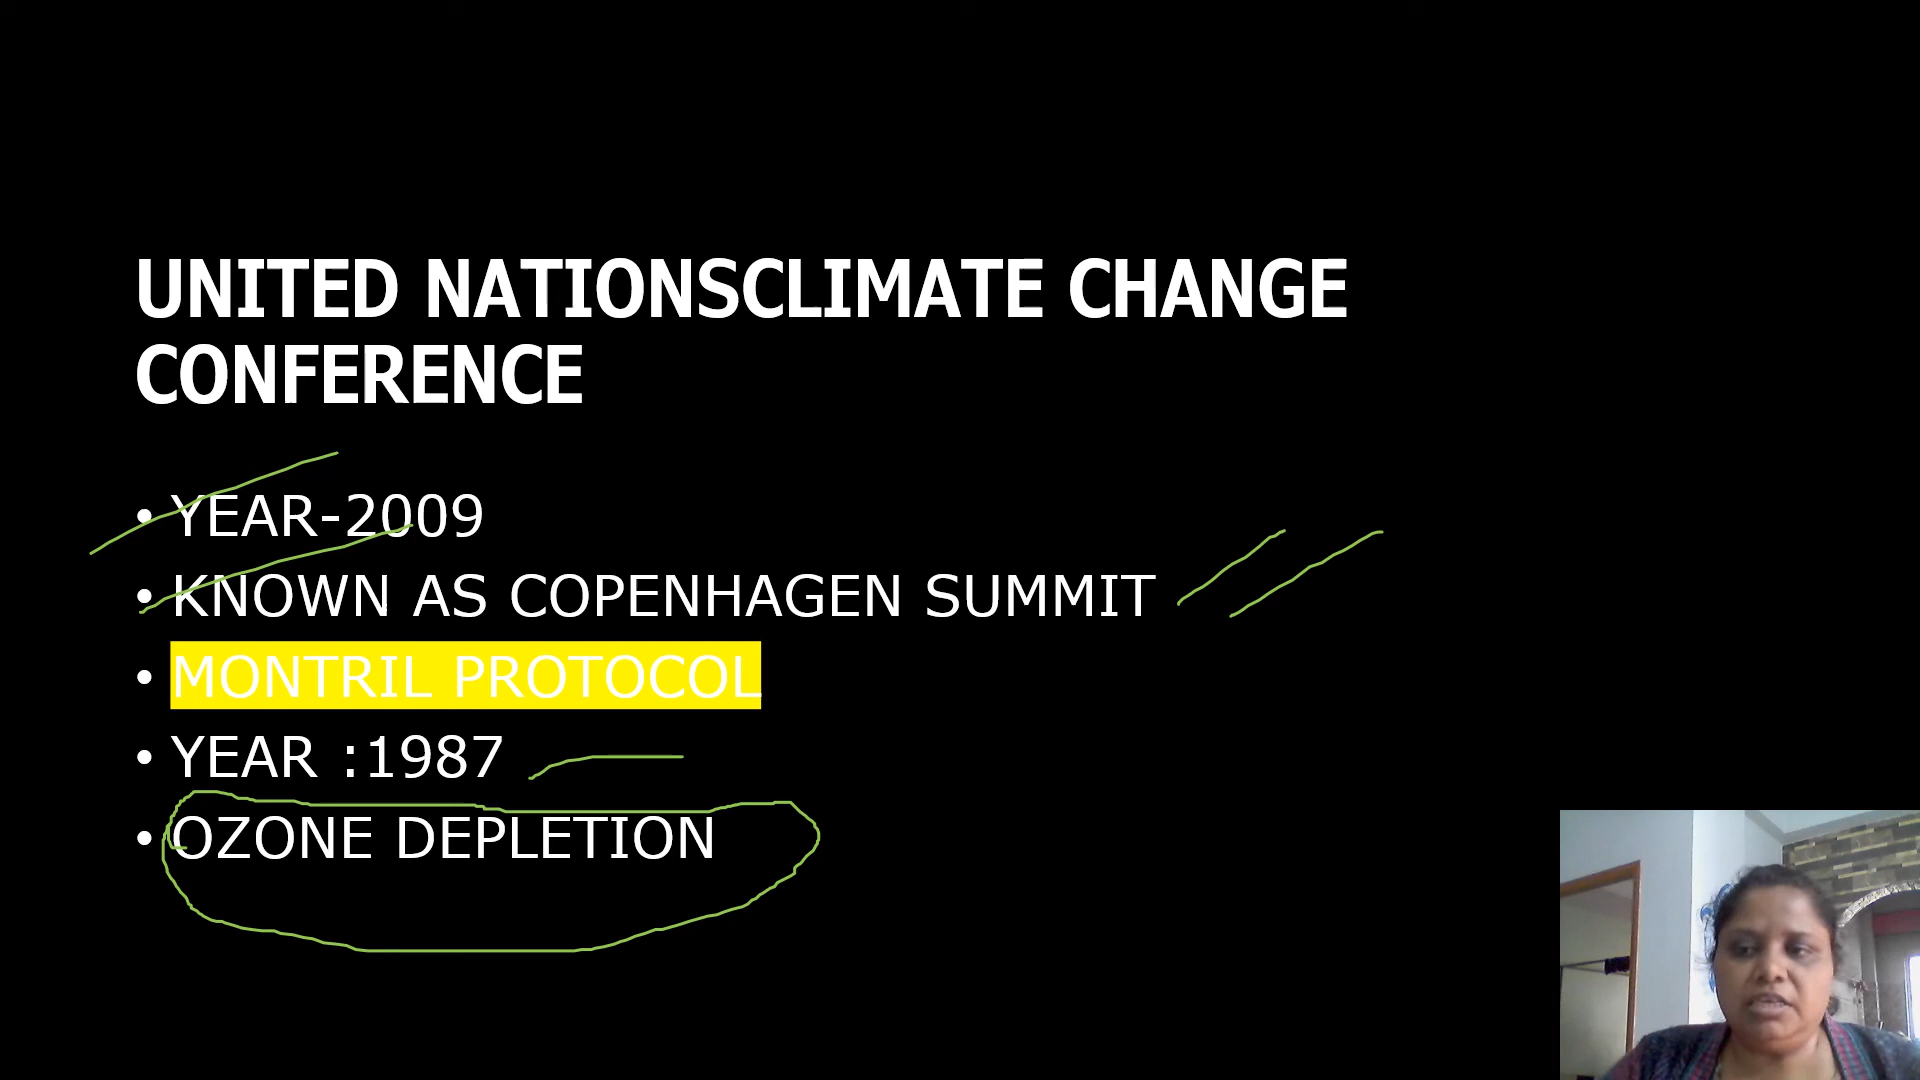 UNITED NATIONSCLIMATE CHANGE
CONFERENCE
• YEAR-2009
• KNOWN AS COPENHAGEN SUMMIT
• MONTRIL PROTOCOL
• YEAR :1987
• OZONE DEPLETION